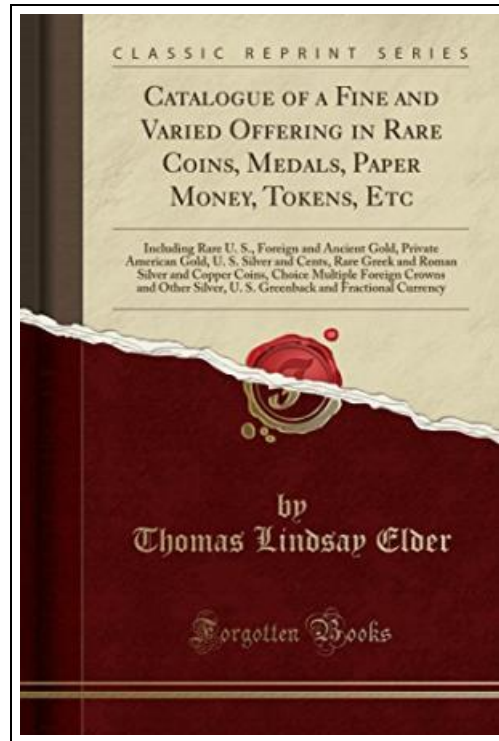 CLASSIC REPRINT SERIES
CATALOGUE OF A FINE AND
VARIED OFFERING IN RARE
COINS, MEDALS, PAPER
MONEY, TOKENS, ETC
Including Rare U. S., Foreign and Ancient Gold, Private
American Gold, U. S. Silver and Cents, Rare Greek and Roman
Silver and Copper Coins, Choice Multiple Foreign Crowns
and Other Silver, U. S. Greenback and Fractional Currency
by
Thomas Lindsay Elder
Forgotten Books